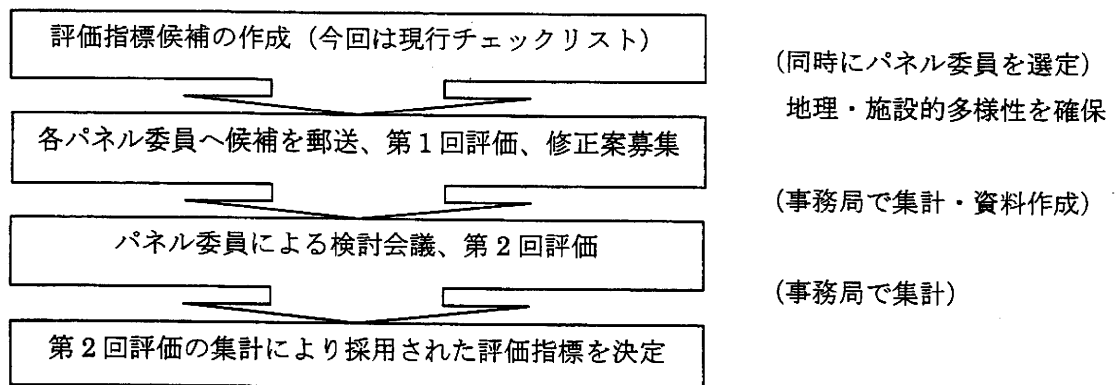 評価指標候補の作成（今回は現行チェックリスト）
（同時にパネル委員を選定）
地理・施設的多様性を確保
各パネル委員へ候補を郵送、第１回評価、修正案募集
（事務局で集計・資料作成）
パネル委員による検討会議、第２回評価
（事務局で集計）
第２回評価の集計により採用された評価指標を決定